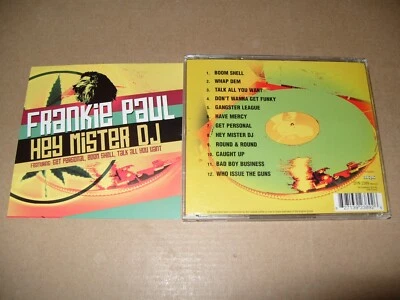 FRANKIE PAUL
HEY MISTER DJ
FEATURING: GET PERSONAL, BOOM SHELL, TALK ALL YOU WANT
1. BOOM SHELL
2. WHAP DEM
3. TALK ALL YOU WANT
4. DON'T WANNA GET FUNKY
5. GANGSTER LEAGUE
6. HAVE MERCY
7. GET PERSONAL
8. HEY MISTER DJ
9. ROUND & ROUND
10. CAUGHT UP
11. BAD BOY BUSINESS
12. WHO ISSUE THE GUNS